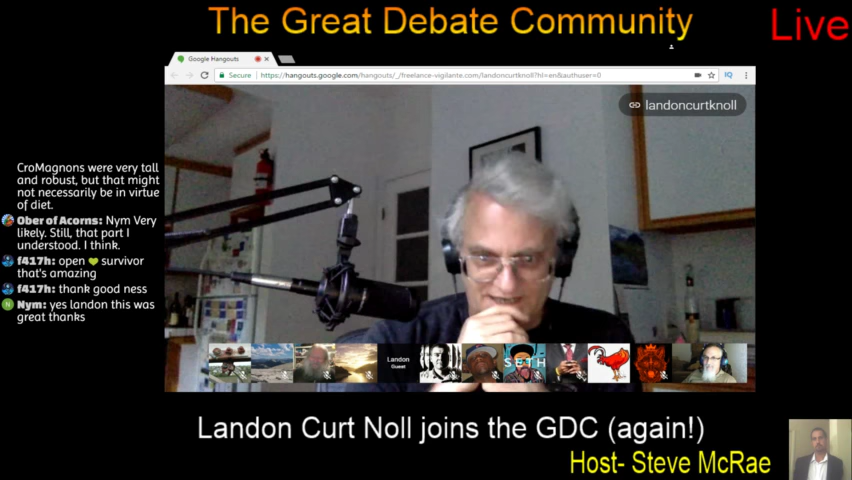 The Great Debate Community
Live
Google Hangouts
Secure
https://hangouts.google.com/hangouts/_/freelance-vigilante.com/landoncurtknoll?hl=en&authuser=0
IQ
landoncurtknoll
CroMagnons were very tall
and robust, but that might
not necessarily be in virtue
of diet.
Ober of Acorns: Nym Very
likely. Still, that part I
understood. I think.
f417h: open 💚 survivor
that's amazing
f417h: thank good ness
N
Nym: yes landon this was
great thanks
Landon
Guest
SETH
Landon Curt Noll joins the GDC (again!)
Host- Steve McRae